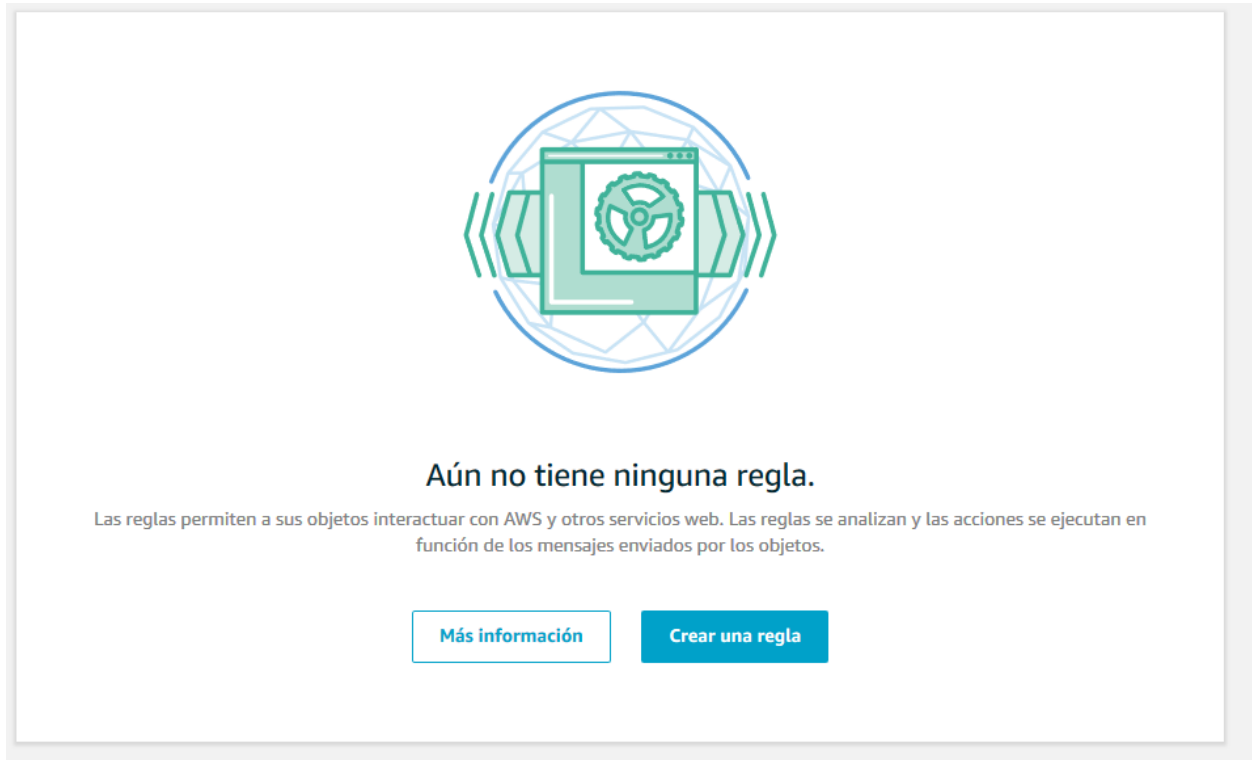 Aún no tiene ninguna regla.
Las reglas permiten a sus objetos interactuar con AWS y otros servicios web. Las reglas se analizan y las acciones se ejecutan en
función de los mensajes enviados por los objetos.
Más información
Crear una regla